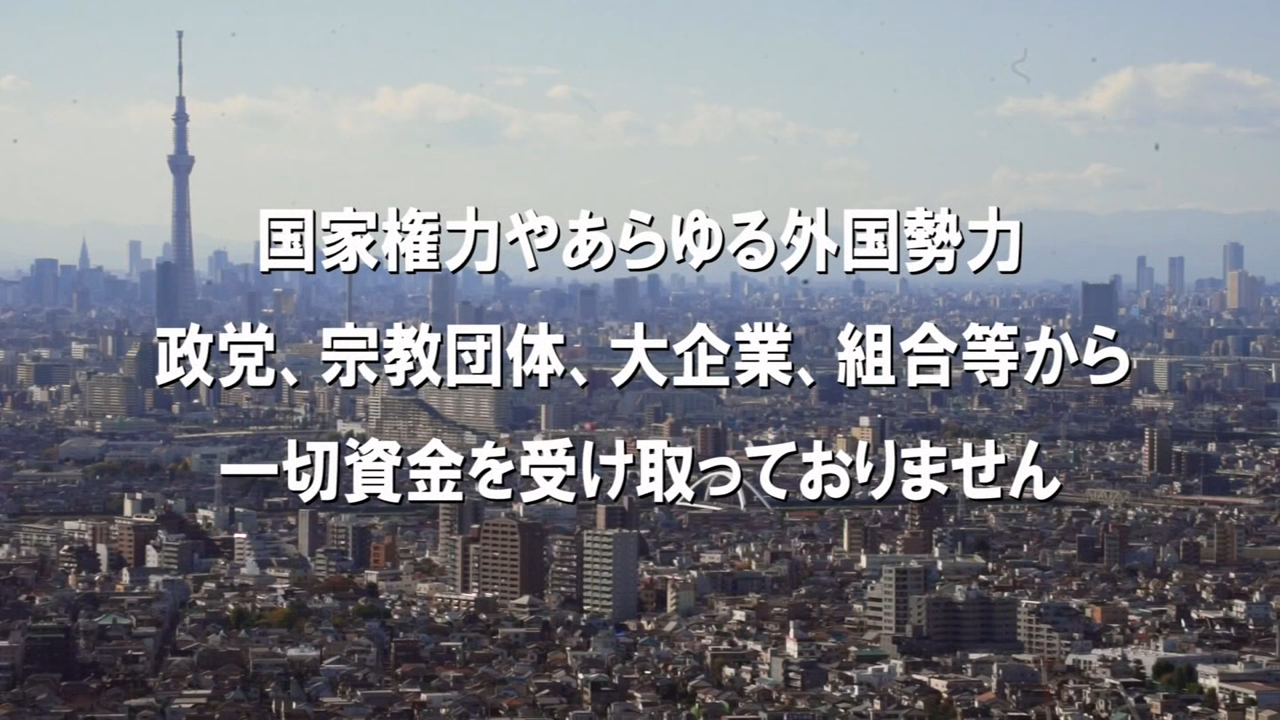 国家権力やあらゆる外国勢力
政党、宗教団体、大企業、組合等から
一切資金を受け取っておりません